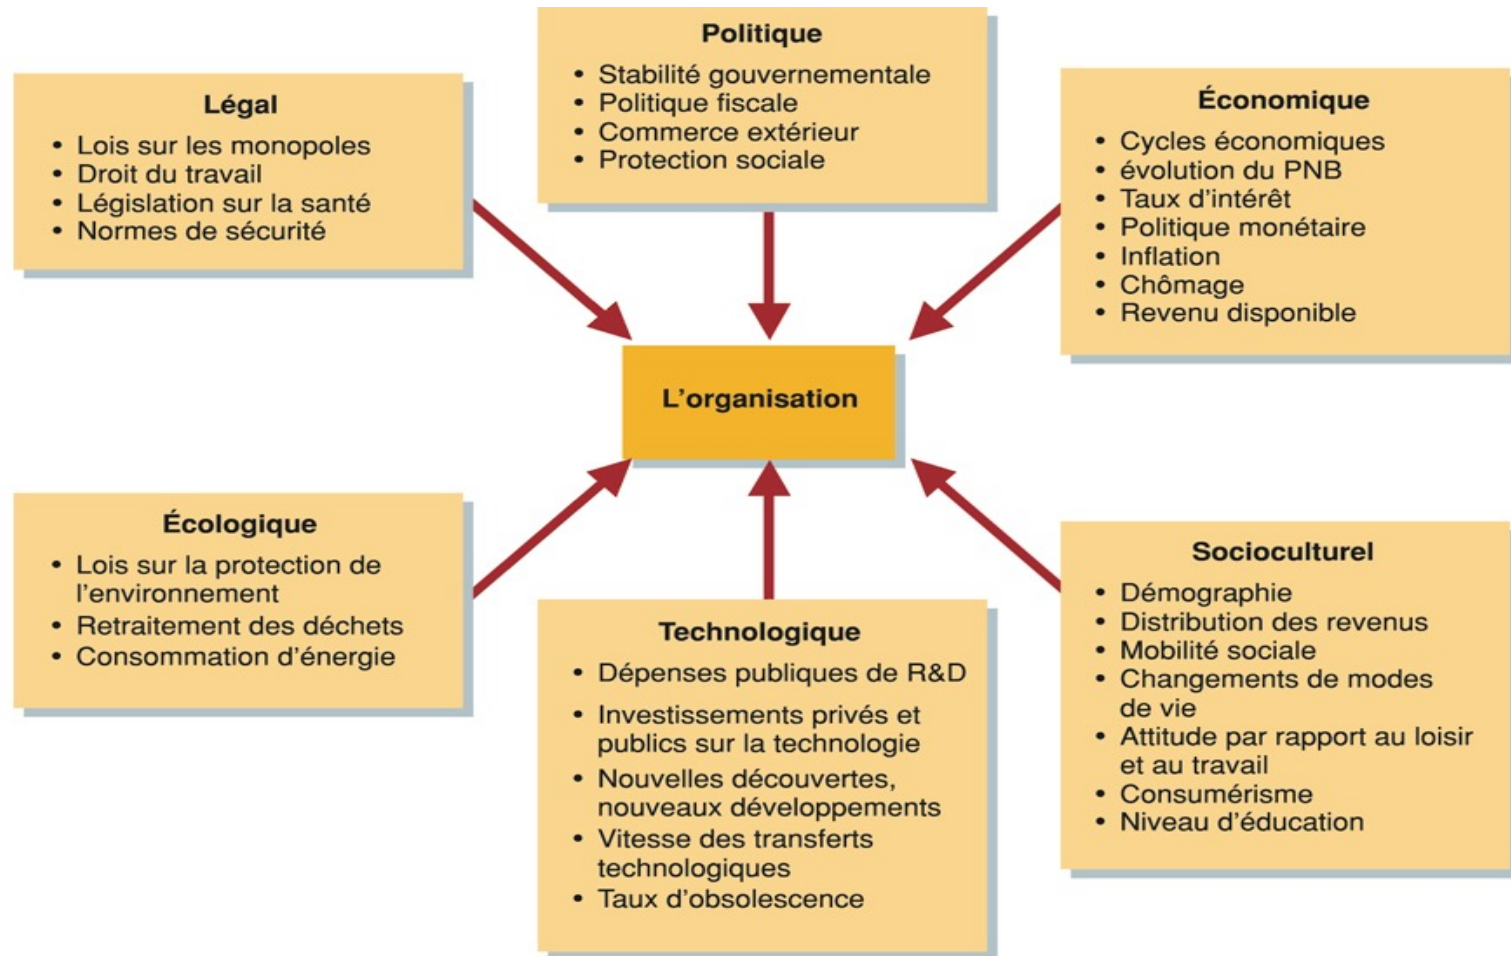 Politique
• Stabilité gouvernementale
• Politique fiscale
• Commerce extérieur
• Protection sociale
Légal
• Lois sur les monopoles
• Droit du travail
• Législation sur la santé
• Normes de sécurité
Économique
• Cycles économiques
• évolution du PNB
• Taux d'intérêt
• Politique monétaire
• Inflation
• Chômage
• Revenu disponible
L'organisation
Écologique
• Lois sur la protection de
l'environnement
• Retraitement des déchets
• Consommation d'énergie
Technologique
• Dépenses publiques de R&D
• Investissements privés et
publics sur la technologie
• Nouvelles découvertes,
nouveaux développements
• Vitesse des transferts
technologiques
• Taux d'obsolescence
Socioculturel
• Démographie
• Distribution des revenus
• Mobilité sociale
• Changements de modes
de vie
• Attitude par rapport au loisir
et au travail
• Consumérisme
• Niveau d'éducation